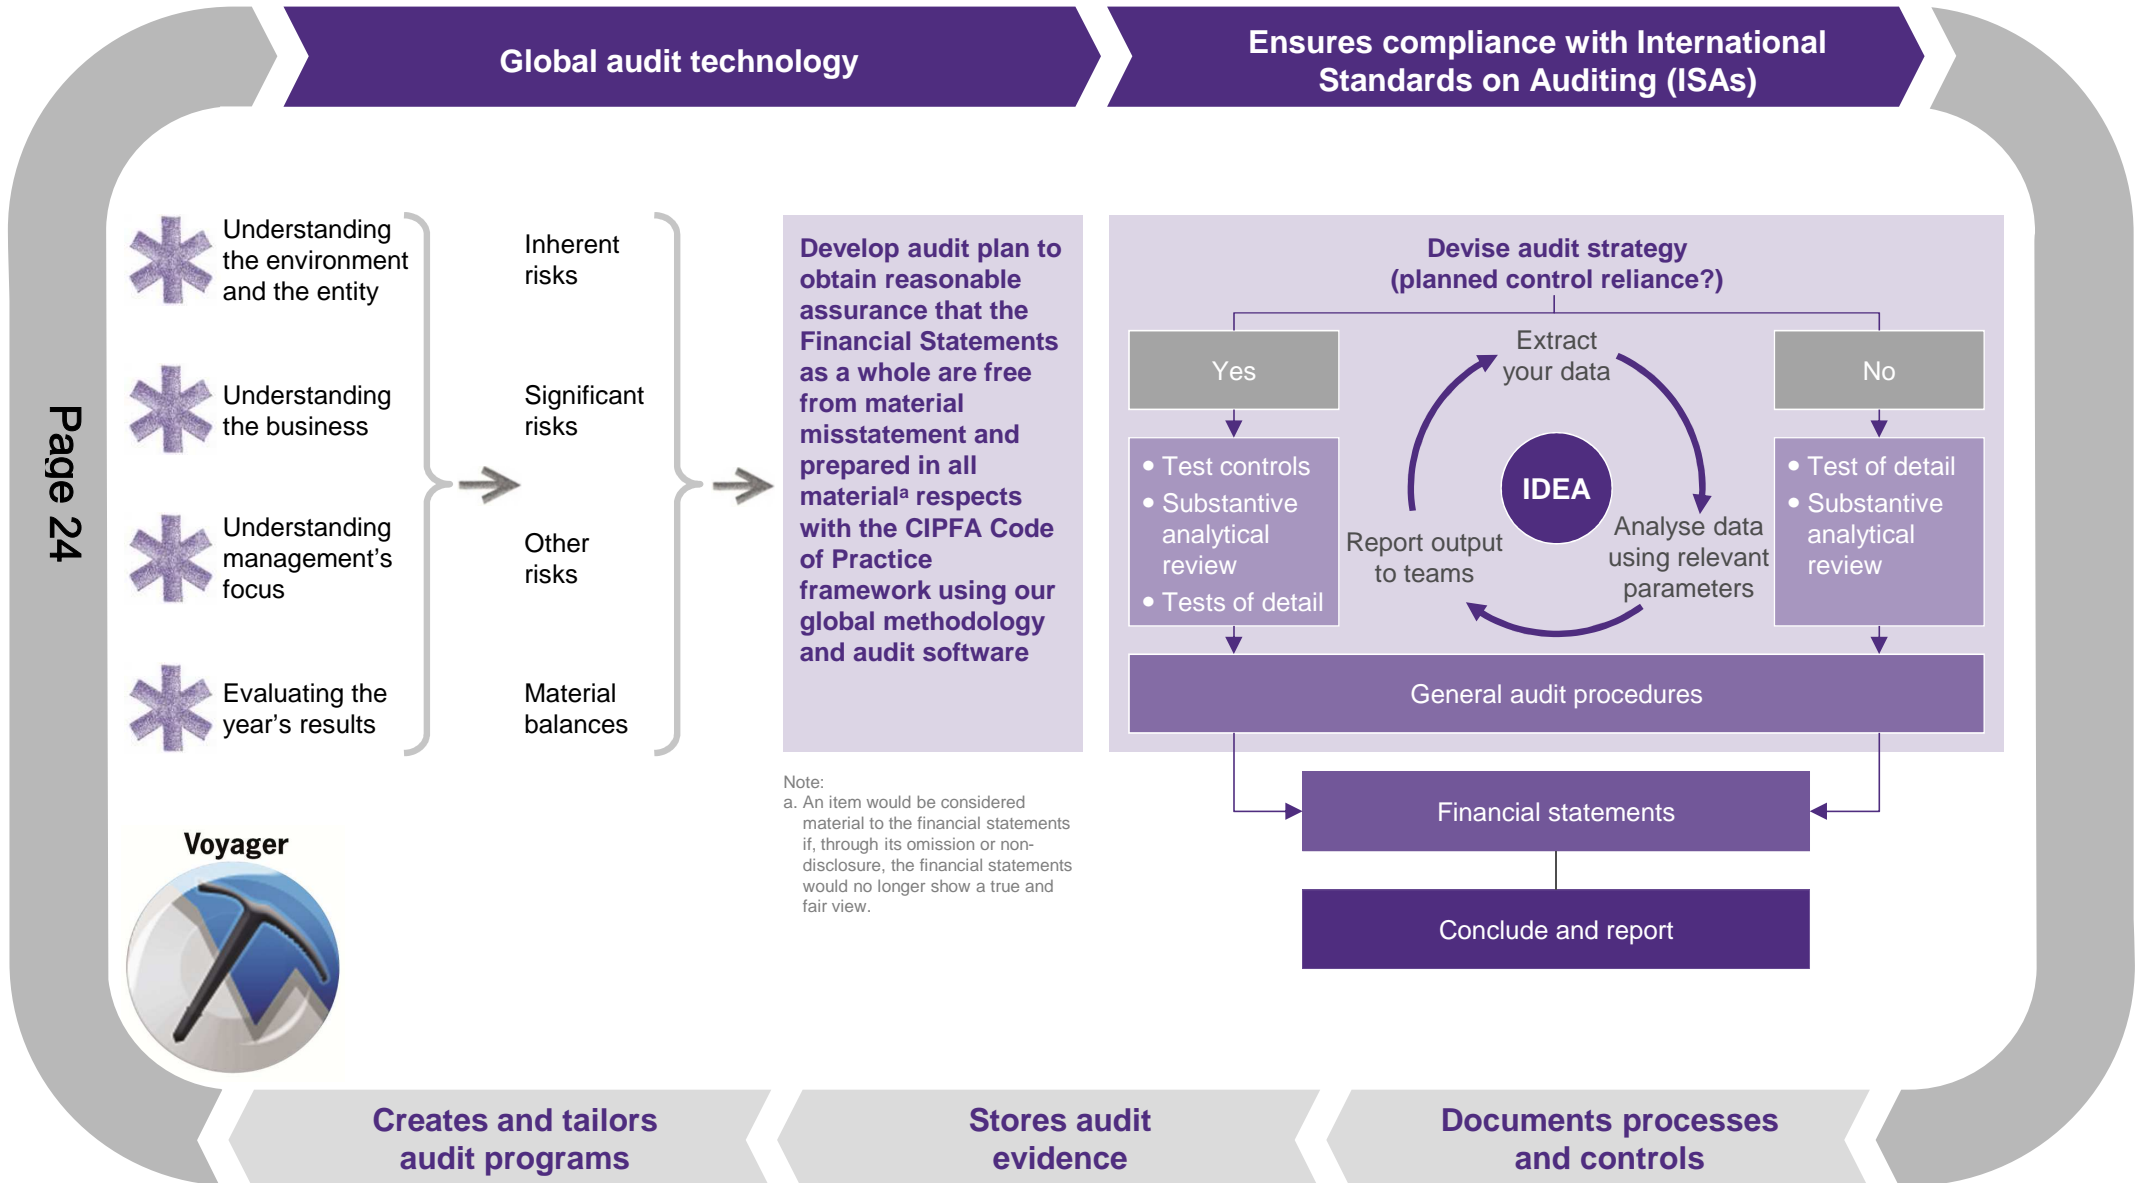 Global audit technology
Ensures compliance with International
Standards on Auditing (ISAs)
Page 24
Understanding
the environment
and the entity
Understanding
the business
Understanding
management's
focus
Evaluating the
year's results
Inherent
risks
Significant
risks
Other
risks
Material
balances
Develop audit plan to
obtain reasonable
assurance that the
Financial Statements
as a whole are free
from material
misstatement and
prepared in all
materialᵃ respects
with the CIPFA Code
of Practice
framework using our
global methodology
and audit software
Note:
a. An item would be considered
material to the financial statements
if, through its omission or non-
disclosure, the financial statements
would no longer show a true and
fair view.
Devise audit strategy
(planned control reliance?)
Yes
• Test controls
• Substantive
analytical
review
• Tests of detail
Extract
your data
IDEA
Analyse data
using relevant
parameters
Report output
to teams
No
• Test of detail
• Substantive
analytical
review
General audit procedures
Financial statements
Conclude and report
Voyager
Creates and tailors
audit programs
Stores audit
evidence
Documents processes
and controls